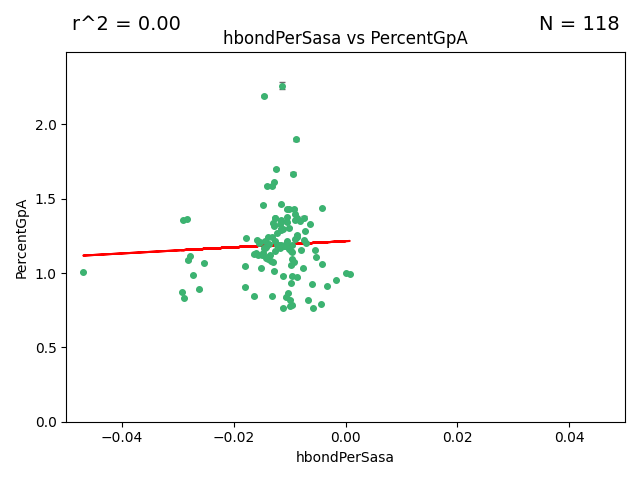 r^2 = 0.00
N = 118
hbondPerSasa vs PercentGpA
PercentGpA
2.0
1.5
1.0
0.5
0.0
−0.04
−0.02
0.00
0.02
0.04
hbondPerSasa